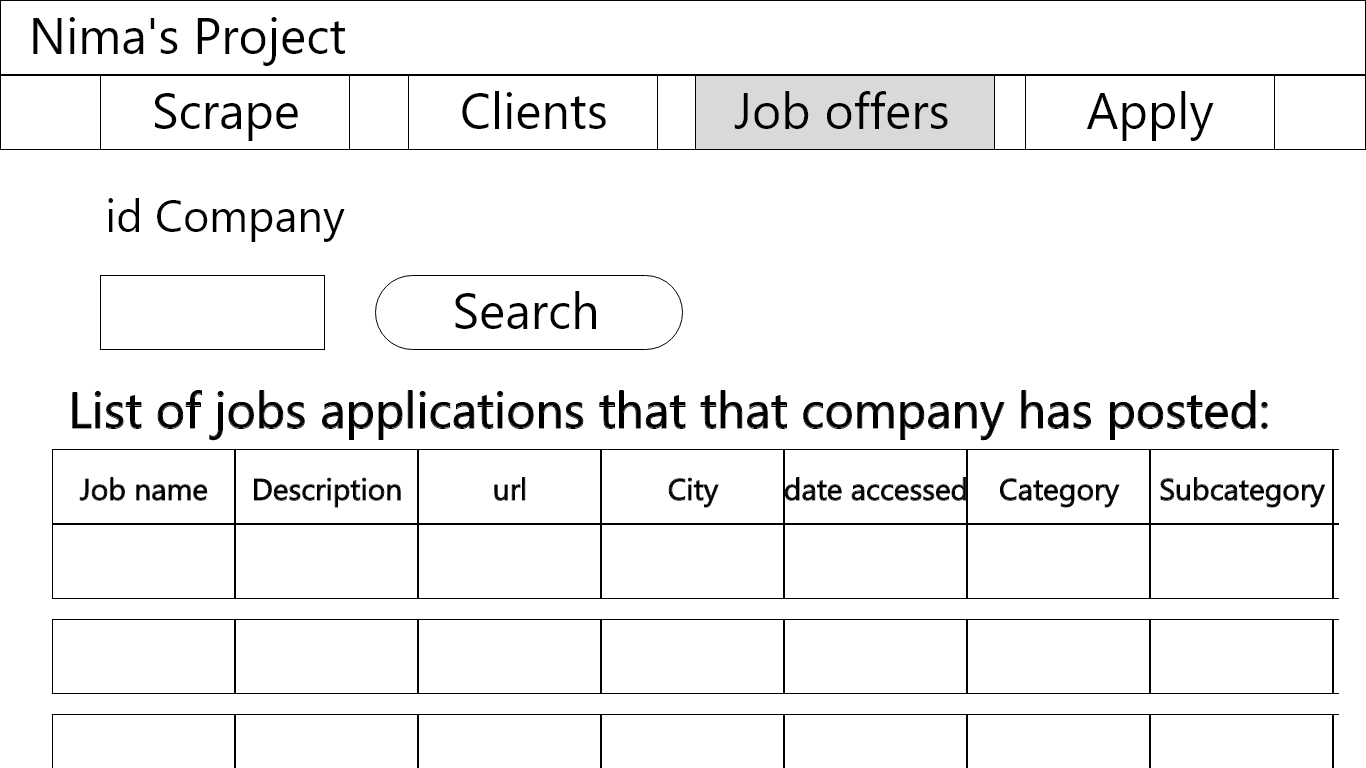 Nima's Project
Scrape Clients Job offers Apply
id Company
Search
List of jobs applications that that company has posted:
Job name Description url City date accessed Category Subcategory